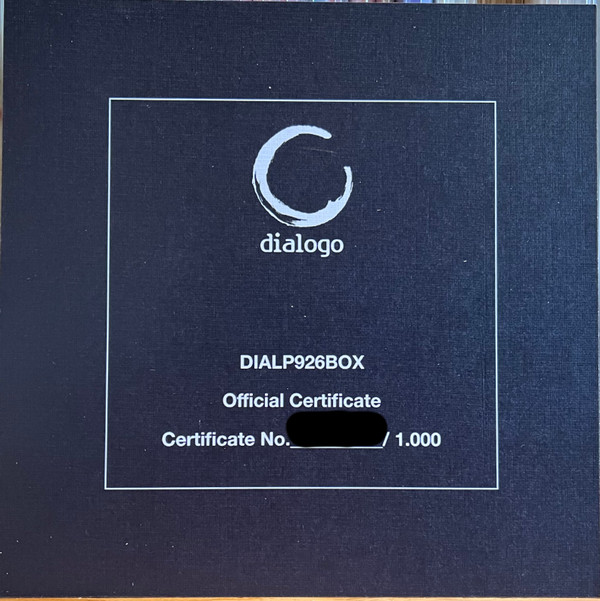 dialogo
DIALP926BOX
Official Certificate
Certificate No. / 1.000